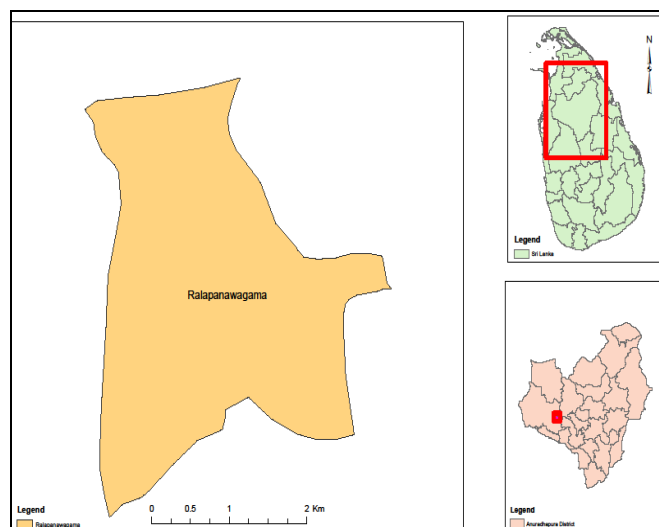 Ralapanawagama
Legend
Ralapanawagama
0 0.5 1 2 Km
N
Legend
Sri Lanka
Legend
Anuradhapura District